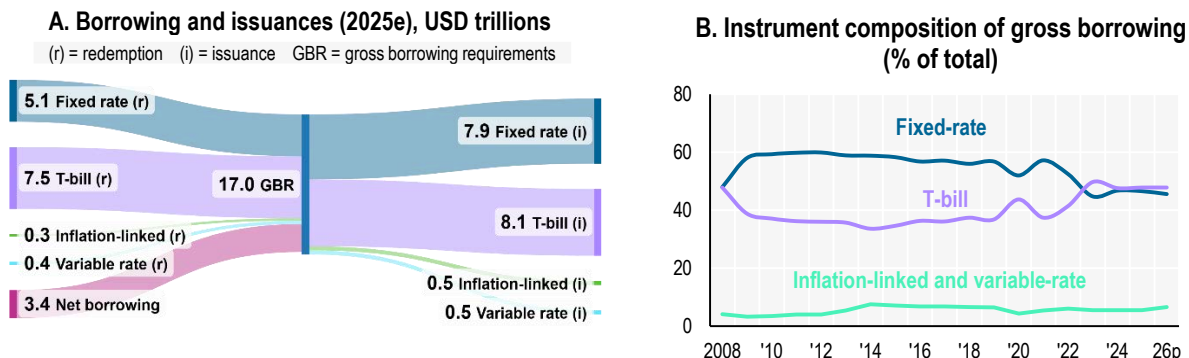 A. Borrowing and issuances (2025e), USD trillions
(r) = redemption (i) = issuance GBR = gross borrowing requirements
5.1 Fixed rate (r)
7.5 T-bill (r)
0.3 Inflation-linked (r)
0.4 Variable rate (r)
3.4 Net borrowing
17.0 GBR
7.9 Fixed rate (i)
8.1 T-bill (i)
0.5 Inflation-linked (i)
0.5 Variable rate (i)
B. Instrument composition of gross borrowing
(% of total)
80
60
40
20
0
Fixed-rate
T-bill
Inflation-linked and variable-rate
2008 '10 '12 '14 '16 '18 '20 '22 '24 26p